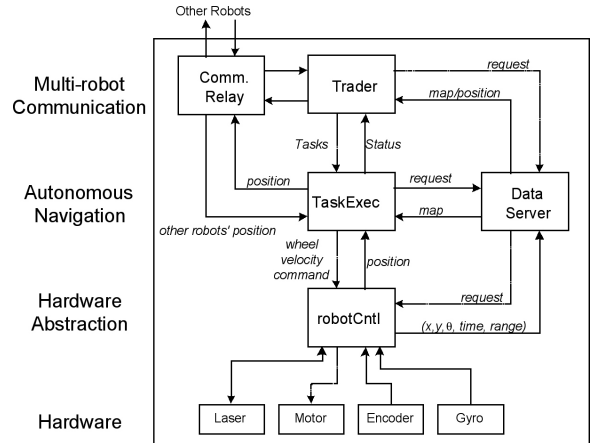 Other Robots
Multi-robot
Communication
Comm.
Relay
Trader
request
map/position
Tasks
Status
Autonomous
Navigation
position
TaskExec
request
map
Data
Server
other robots' position
wheel
velocity
command
position
Hardware
Abstraction
robotCntl
request
(x,y,θ, time, range)
Hardware
Laser
Motor
Encoder
Gyro